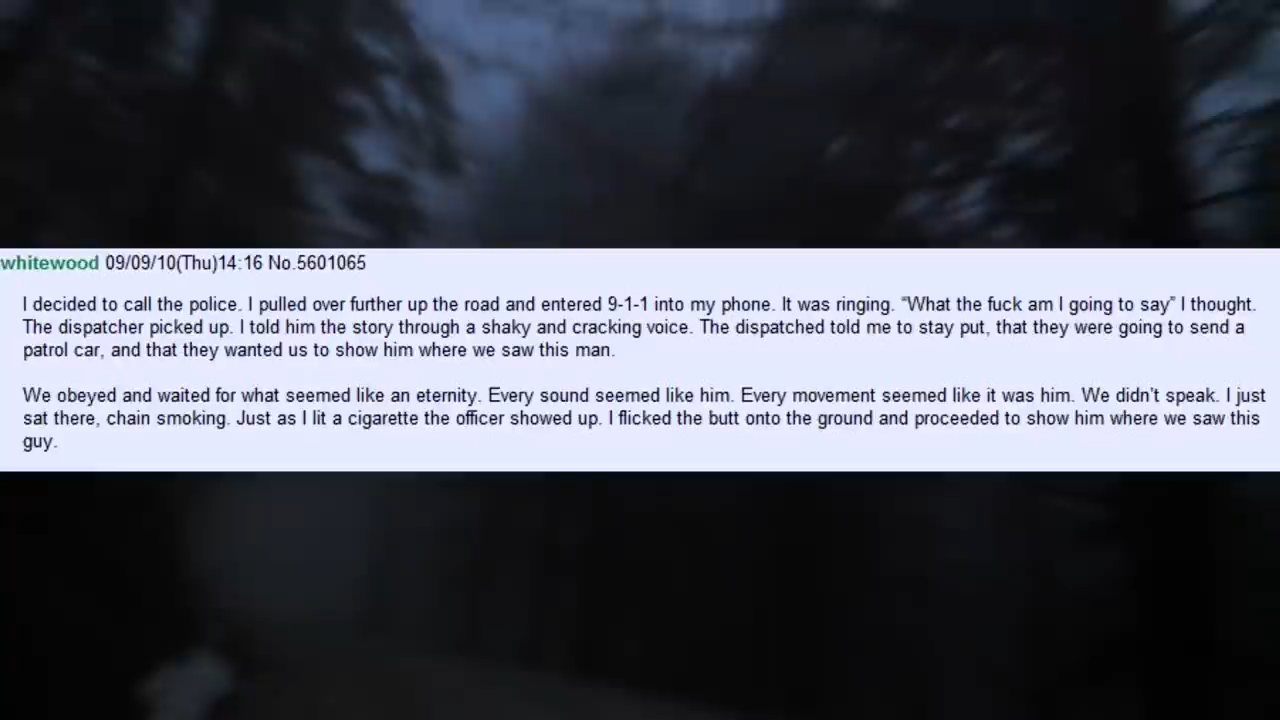 whitewood 09/09/10(Thu)14:16 No.5601065
I decided to call the police. I pulled over further up the road and entered 9-1-1 into my phone. It was ringing. “What the fuck am I going to say” I thought.
The dispatcher picked up. I told him the story through a shaky and cracking voice. The dispatched told me to stay put, that they were going to send a
patrol car, and that they wanted us to show him where we saw this man.
We obeyed and waited for what seemed like an eternity. Every sound seemed like him. Every movement seemed like it was him. We didn't speak. I just
sat there, chain smoking. Just as I lit a cigarette the officer showed up. I flicked the butt onto the ground and proceeded to show him where we saw this
guy.